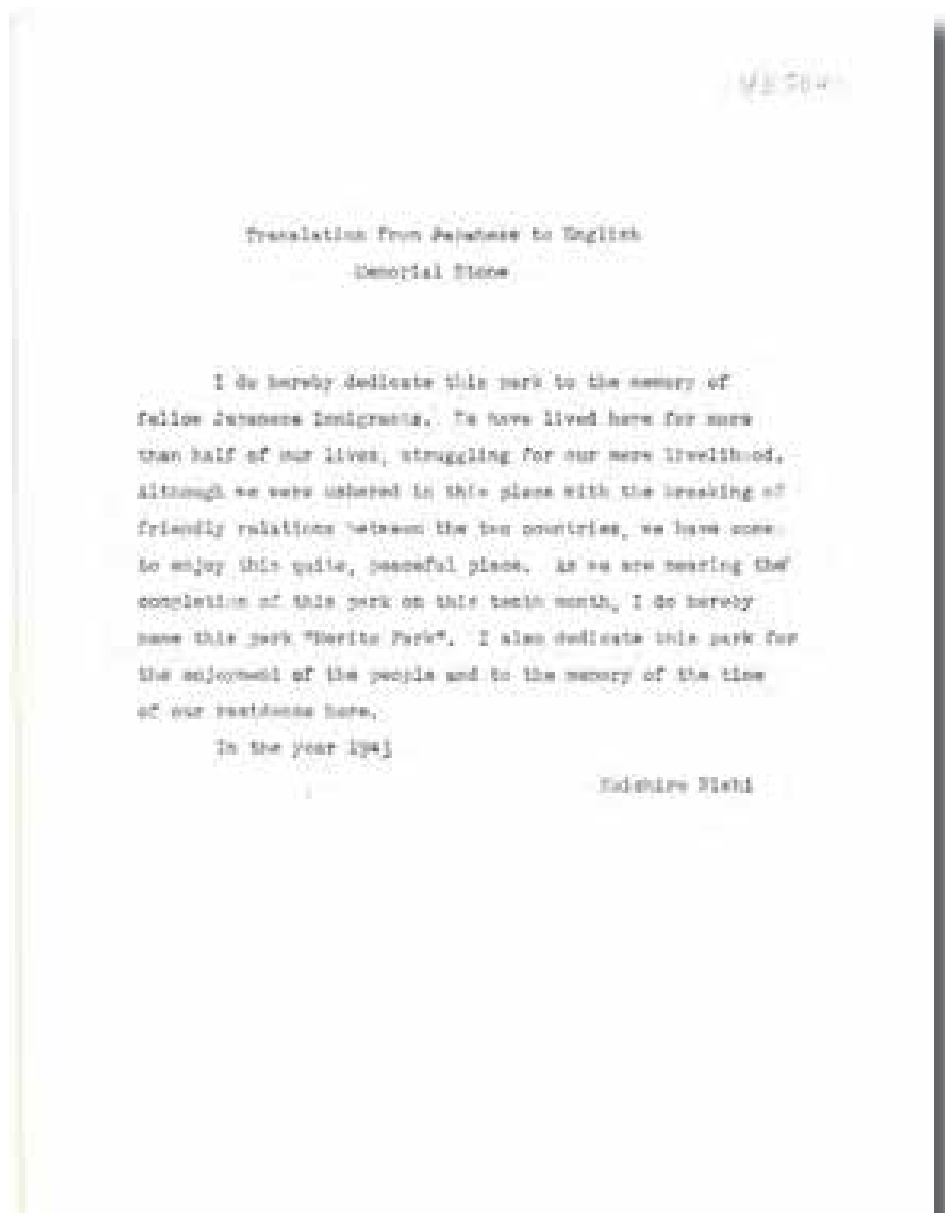 Translation from Japanese to English
Memorial Stone
I do hereby dedicate this park to the memory of
fellow Japanese Immigrants. We have lived here for more
than half of our lives, struggling for our mere livelihood.
Although we were ushered in this place with the breaking of
friendly relations between the two countries, we have come
to enjoy this quite, peaceful place. As we are nearing the
completion of this park on this tenth month, I do hereby
name this park "Merito Park". I also dedicate this park for
the enjoyment of the people and to the memory of the time
of our residence here.
In the year 1943
Nishi